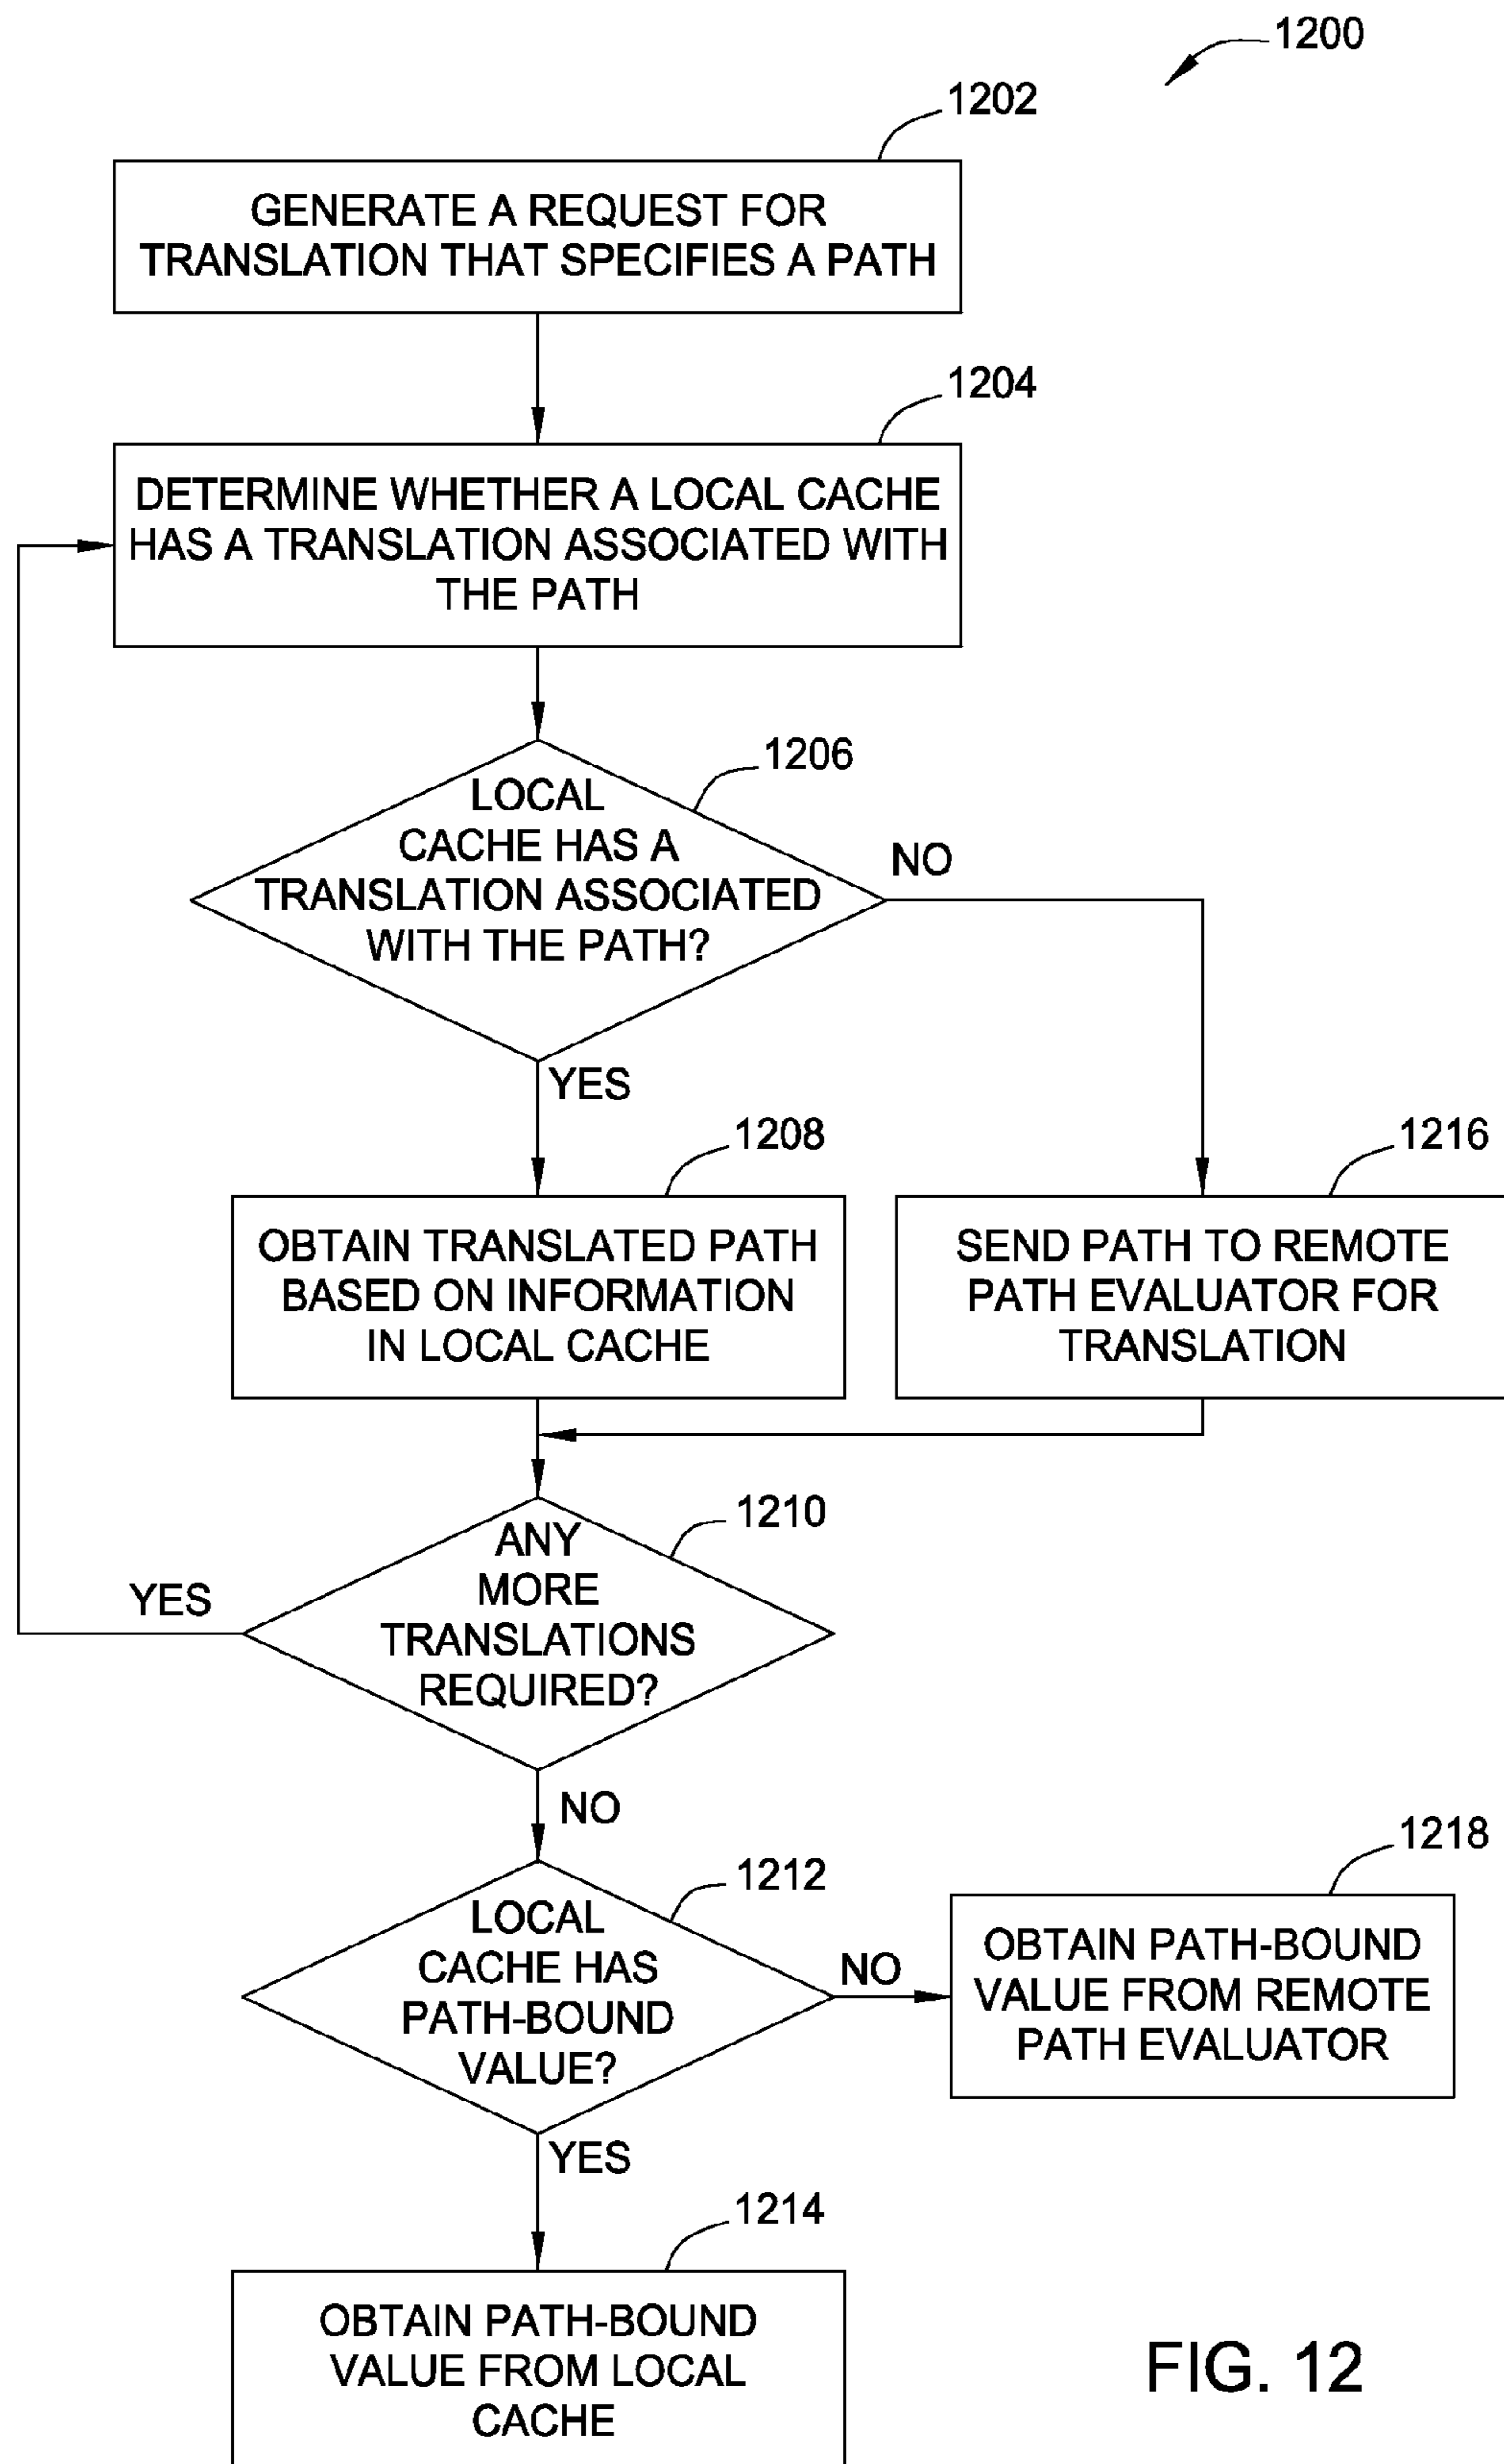 1200
1202
GENERATE A REQUEST FOR
TRANSLATION THAT SPECIFIES A PATH
1204
DETERMINE WHETHER A LOCAL CACHE
HAS A TRANSLATION ASSOCIATED WITH
THE PATH
1206
LOCAL
CACHE HAS A
TRANSLATION ASSOCIATED
WITH THE PATH?
NO
YES
1208
OBTAIN TRANSLATED PATH
BASED ON INFORMATION
IN LOCAL CACHE
1216
SEND PATH TO REMOTE
PATH EVALUATOR FOR
TRANSLATION
1210
ANY
MORE
TRANSLATIONS
REQUIRED?
YES
NO
1212
LOCAL
CACHE HAS
PATH-BOUND
VALUE?
NO
1218
OBTAIN PATH-BOUND
VALUE FROM REMOTE
PATH EVALUATOR
YES
1214
OBTAIN PATH-BOUND
VALUE FROM LOCAL
CACHE
FIG. 12